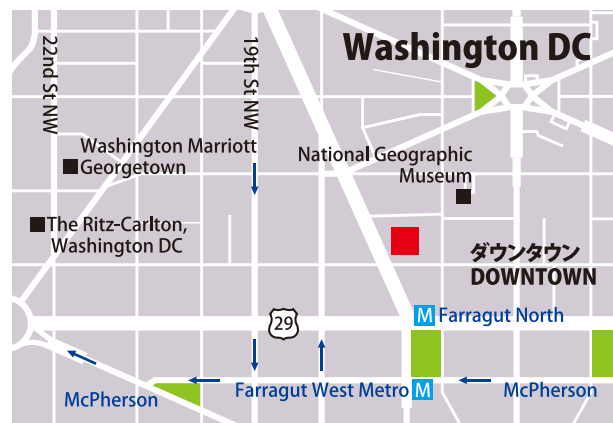 Washington DC
22nd St NW
19th St NW
Washington Marriott
Georgetown
National Geographic
Museum
The Ritz-Carlton,
Washington DC
ダウンタウン
DOWNTOWN
29
M Farragut North
McPherson
Farragut West Metro M
McPherson